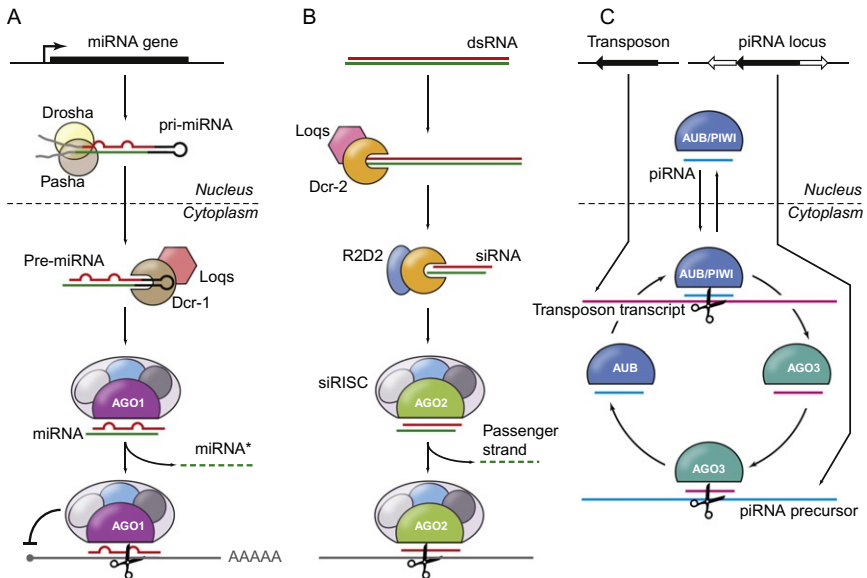 A
miRNA gene
Drosha
pri-miRNA
Pasha
Nucleus
Cytoplasm
Pre-miRNA
Loqs
Dcr-1
AGO1
miRNA
miRNA*
AGO1
AAAAA
B
dsRNA
Loqs
Dcr-2
R2D2
siRNA
siRISC
AGO2
Passenger
strand
AGO2
C
Transposon
piRNA locus
AUB/PIWI
piRNA
Nucleus
Cytoplasm
AUB/PIWI
Transposon transcript
AUB
AGO3
AGO3
piRNA precursor